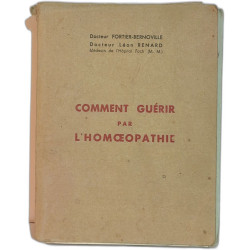 Docteur FORTIER-BERNOVILLE
Docteur Léon RENARD
COMMENT GUÉRIR
PAR
L'HOMŒOPATHIE